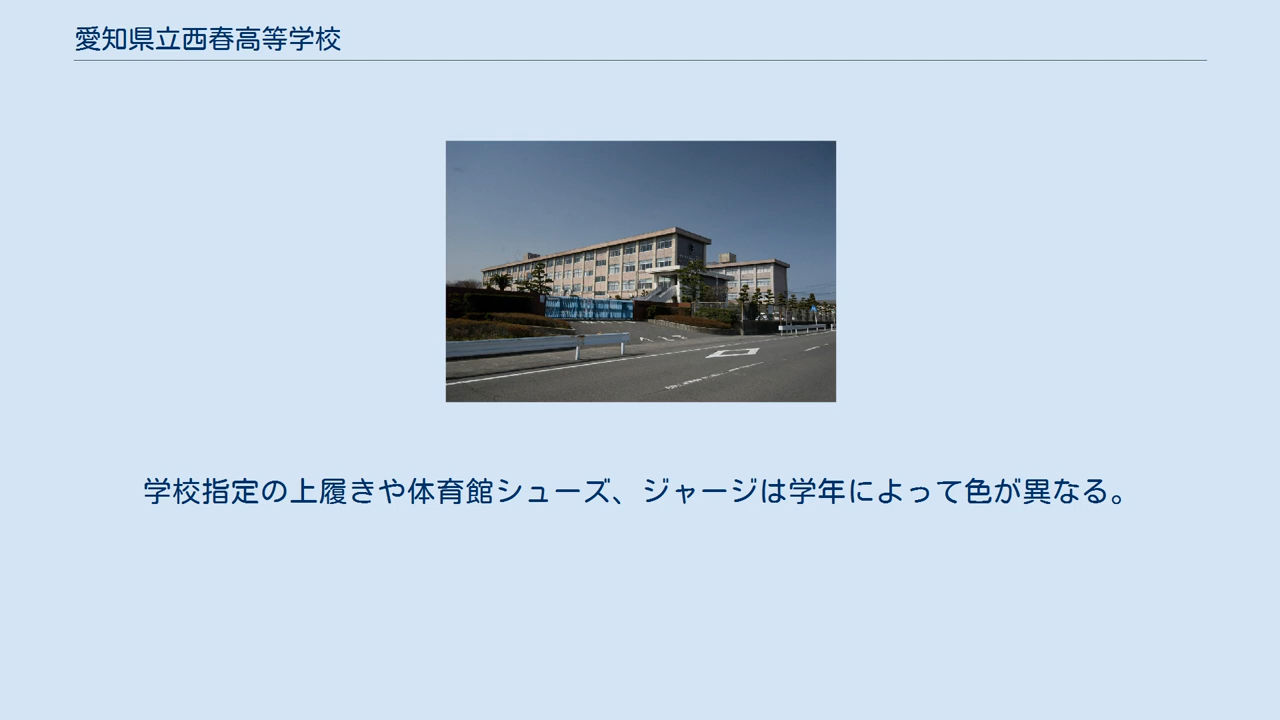 愛知県立西春高等学校
学校指定の上履きや体育館シューズ、ジャージは学年によって色が異なる。